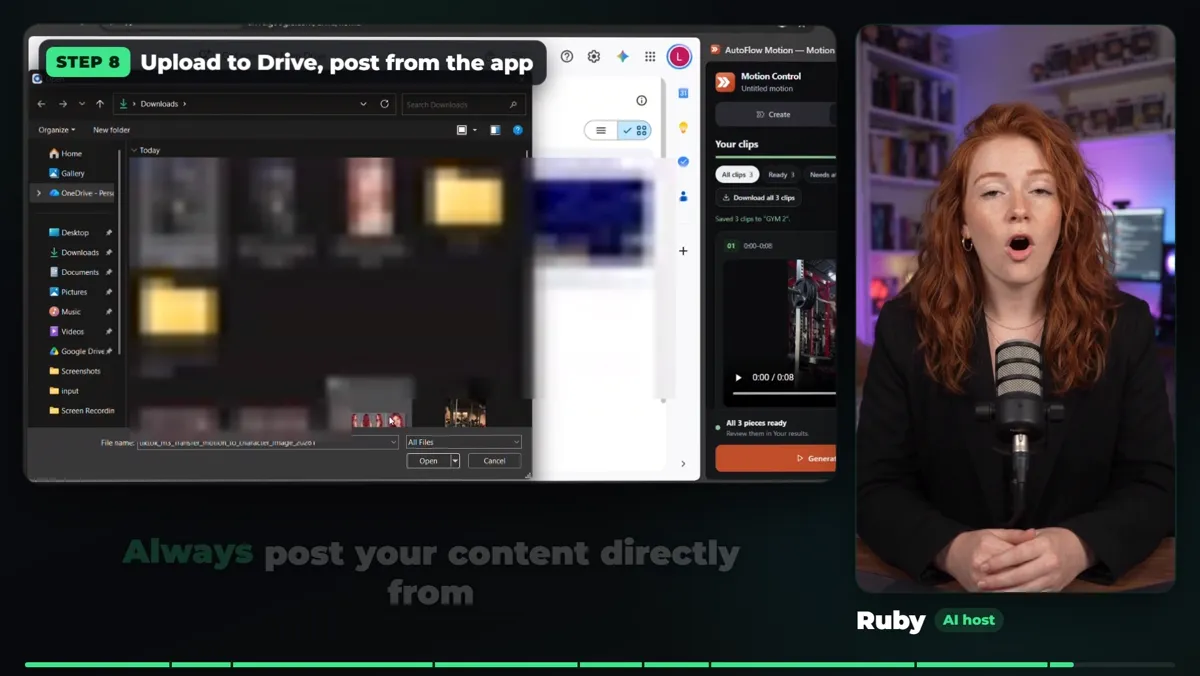 STEP 8 Upload to Drive, post from the app
Downloads
Search Downloads
Organize
New folder
Today
Home
Gallery
OneDrive - Pers
Desktop
Downloads
Documents
Pictures
Music
Videos
Google Drive
Screenshots
input
Screen Recordin
File name:
All Files
Open
Cancel
L
AutoFlow Motion — Motion
Motion Control
Untitled motion
Create
Your clips
All clips 3
Ready 3
Needs a
Download all 3 clips
Saved 3 clips to "GYM 2".
01 0:00-0:08
0:00 / 0:08
All 3 pieces ready
Review them in Your results.
Genera
Always post your content directly
from
Ruby AI host